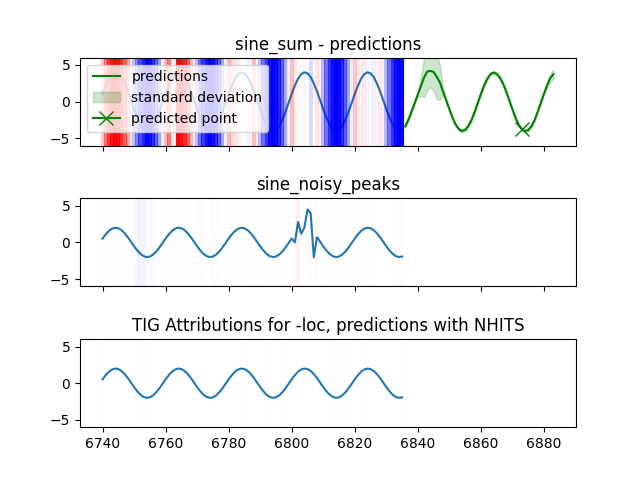 sine_sum - predictions
5
0
−5
predictions
standard deviation
predicted point
sine_noisy_peaks
5
0
−5
TIG Attributions for -loc, predictions with NHITS
5
0
−5
6740 6760 6780 6800 6820 6840 6860 6880